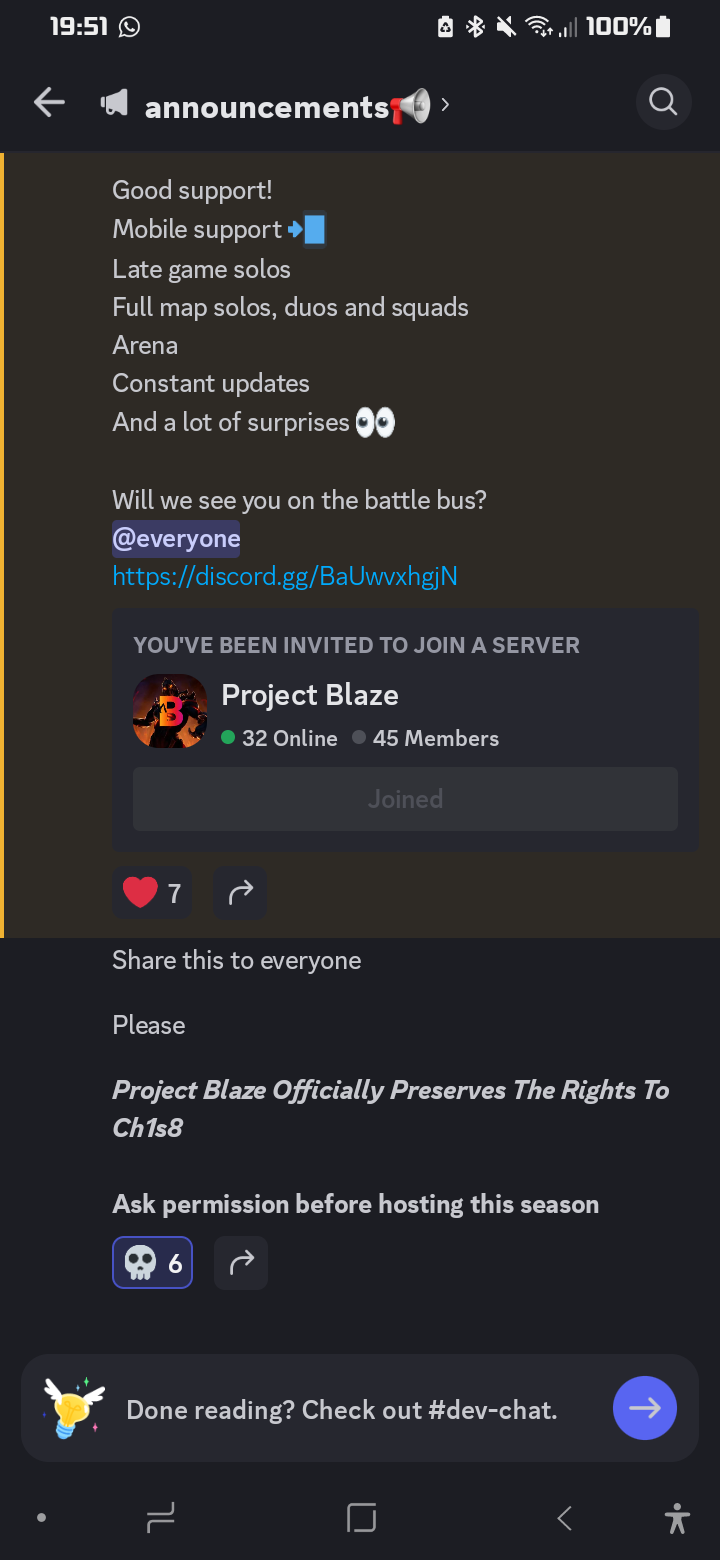 19:51
100%
announcements
Good support!
Mobile support
Late game solos
Full map solos, duos and squads
Arena
Constant updates
And a lot of surprises
Will we see you on the battle bus?
@everyone
https://discord.gg/BaUwvxhgjN
YOU'VE BEEN INVITED TO JOIN A SERVER
B
Project Blaze
32 Online 45 Members
Joined
7
Share this to everyone
Please
Project Blaze Officially Preserves The Rights To
Ch1s8
Ask permission before hosting this season
6
Done reading? Check out #dev-chat.